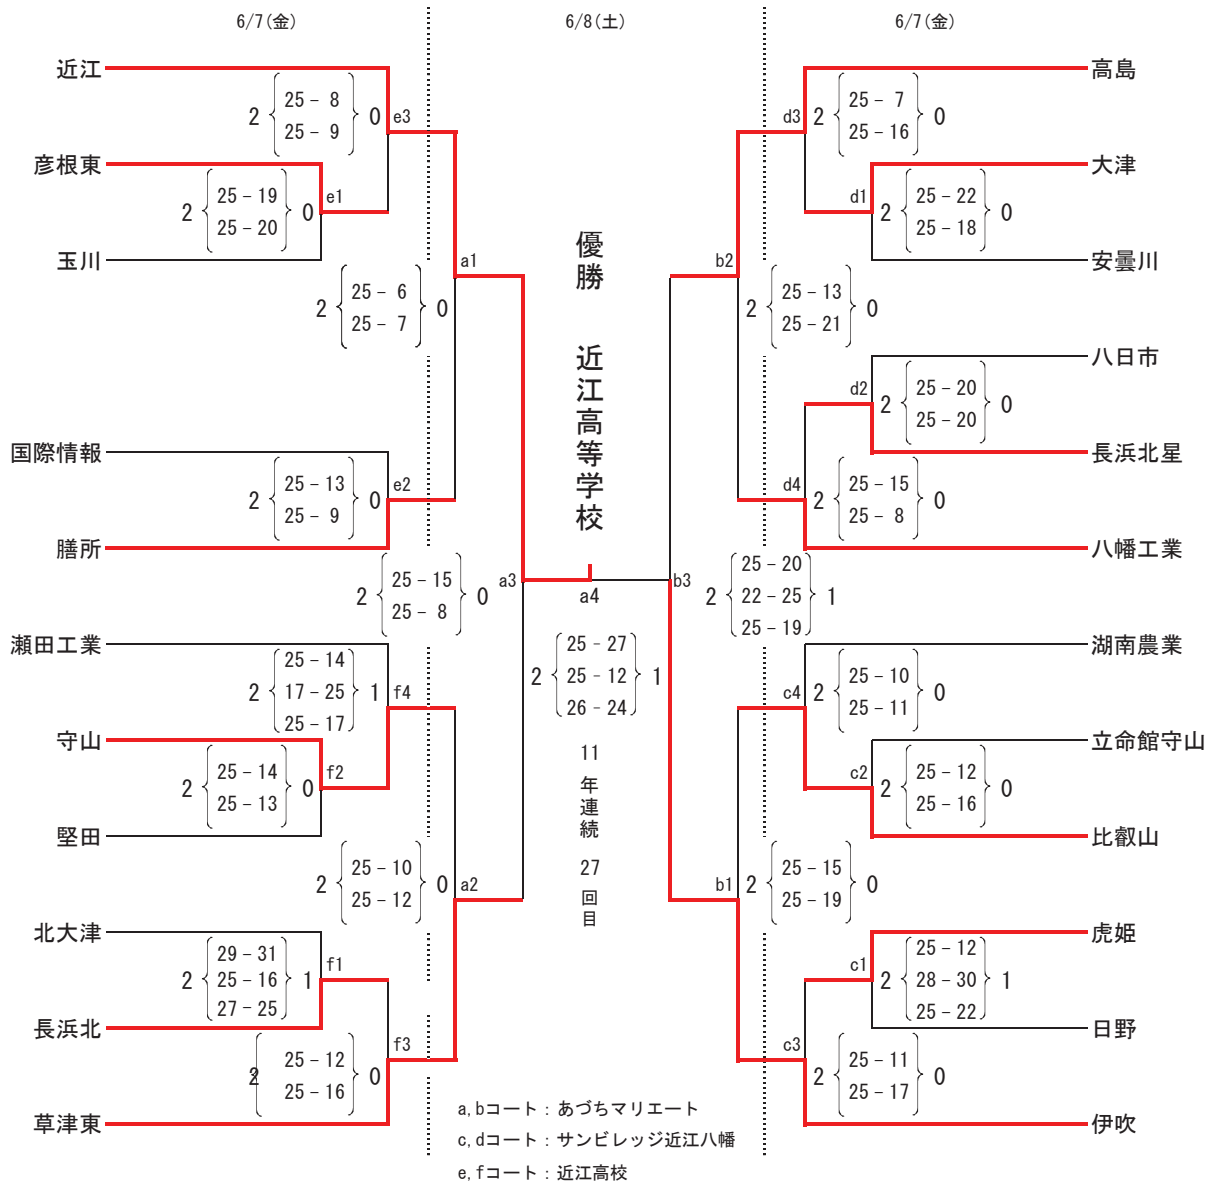 6/7(金)
6/8(土)
6/7(金)
近江
2 25 - 8 0 e3
25 - 9
彦根東
2 25 - 19 0 e1
25 - 20
玉川
a1
2 25 - 6 0
25 - 7
国際情報
2 25 - 13 0 e2
25 - 9
膳所
2 25 - 15 0 a3
25 - 8
瀬田工業
25 - 14
2 17 - 25 1 f4
25 - 17
守山
2 25 - 14 0 f2
25 - 13
堅田
2 25 - 10 0 a2
25 - 12
北大津
29 - 31
2 25 - 16 1 f1
27 - 25
長浜北
f3
2 25 - 12 0
25 - 16
草津東
優勝 近江高等学校
a4
25 - 27
2 25 - 12 1
26 - 24
11年連続 27回目
高島
d3 2 25 - 7 0
25 - 16
大津
d1 2 25 - 22 0
25 - 18
安曇川
b2
2 25 - 13 0
25 - 21
八日市
d2 2 25 - 20 0
25 - 20
長浜北星
d4 2 25 - 15 0
25 - 8
八幡工業
b3
25 - 20
2 22 - 25 1
25 - 19
湖南農業
c4 2 25 - 10 0
25 - 11
立命館守山
c2 2 25 - 12 0
25 - 16
比叡山
b1 2 25 - 15 0
25 - 19
虎姫
25 - 12
c1 2 28 - 30 1
25 - 22
日野
c3
2 25 - 11 0
25 - 17
伊吹
a,bコート：あづちマリエート
c,dコート：サンビレッジ近江八幡
e,fコート：近江高校